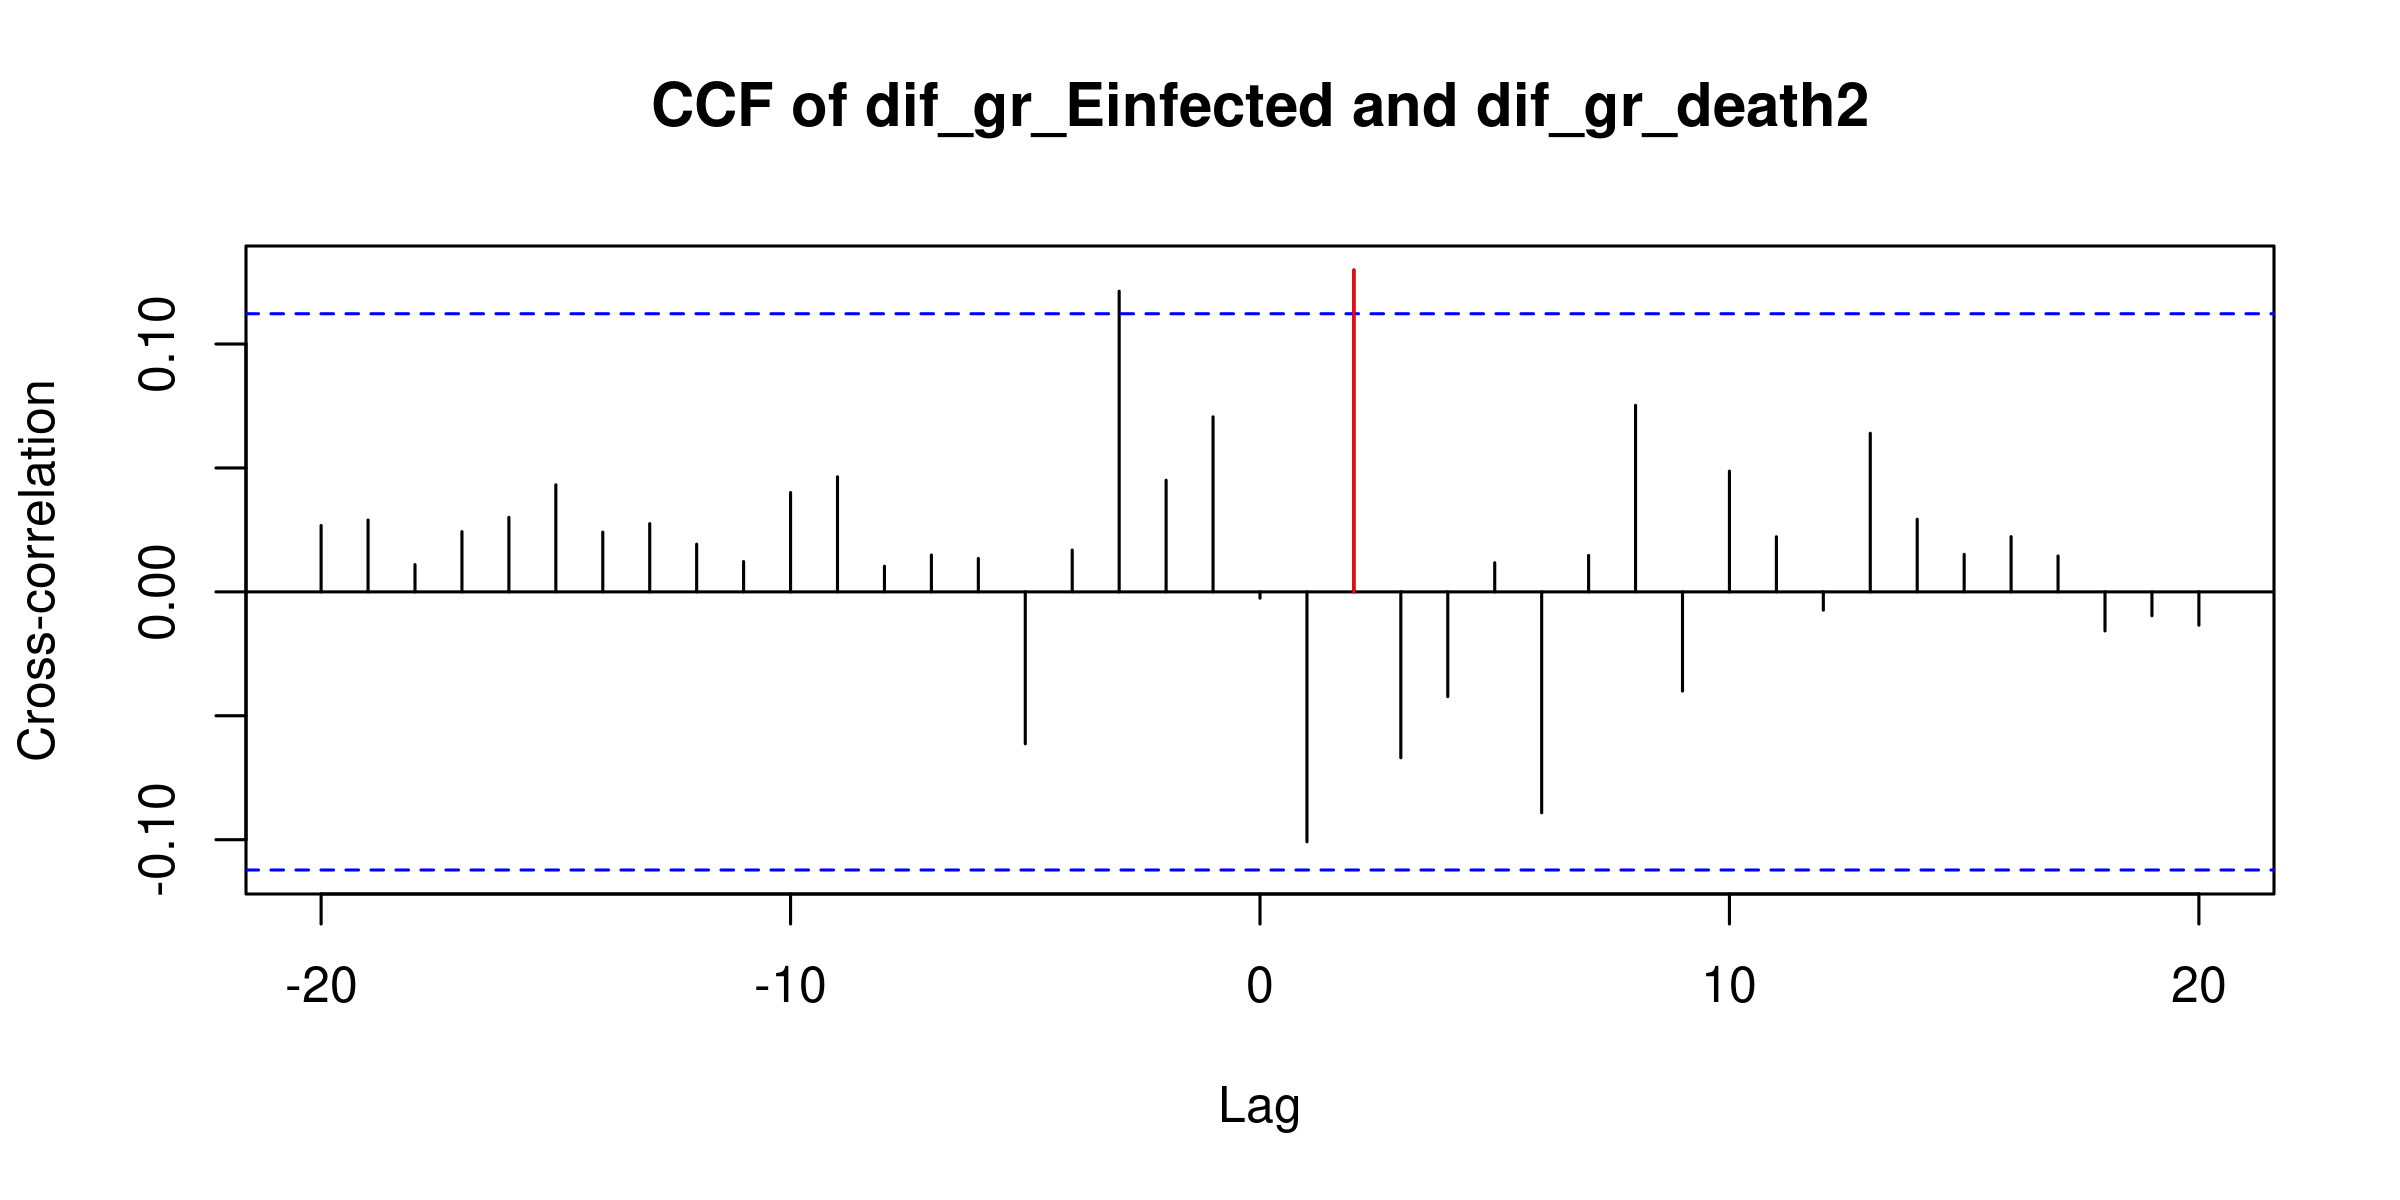 CCF of dif_gr_Einfected and dif_gr_death2
Cross-correlation
0.10
0.00
-0.10
-20 -10 0 10 20
Lag